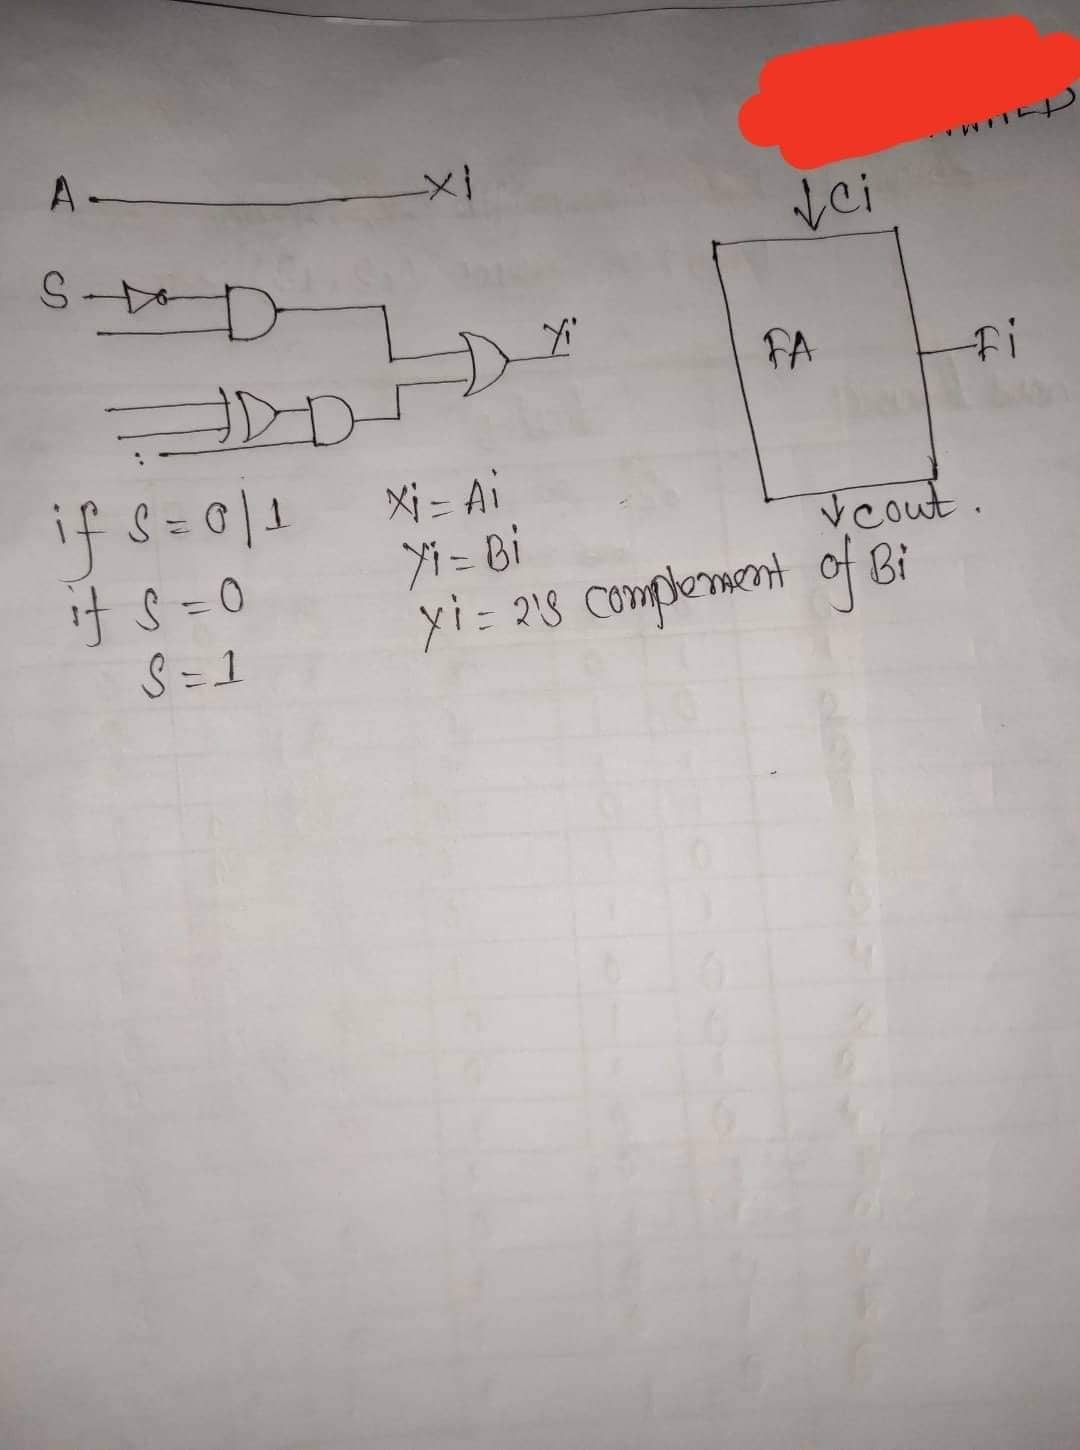 A xi
↓ci
S
Yi
FA Fi
↓cout.
if S = 0|1 Xi = Ai
if S = 0 Yi = Bi
S = 1 Yi = 2's complement of Bi